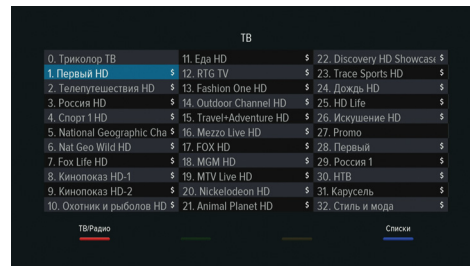 ТВ
0. Триколор ТВ
1. Первый HD $
2. Телепутешествия HD $
3. Россия HD $
4. Спорт 1 HD $
5. National Geographic Cha $
6. Nat Geo Wild HD $
7. Fox Life HD $
8. Кинопоказ HD-1 $
9. Кинопоказ HD-2 $
10. Охотник и рыболов HD $
11. Еда HD $
12. RTG TV $
13. Fashion One HD $
14. Outdoor Channel HD $
15. Travel+Adventure HD $
16. Mezzo Live HD $
17. FOX HD $
18. MGM HD $
19. MTV Live HD $
20. Nickelodeon HD $
21. Animal Planet HD $
22. Discovery HD Showcase $
23. Trace Sports HD $
24. Дождь HD $
25. HD Life $
26. Искушение HD $
27. Promo
28. Первый $
29. Россия 1 $
30. НТВ $
31. Карусель $
32. Стиль и мода $
ТВ/Радио
Списки